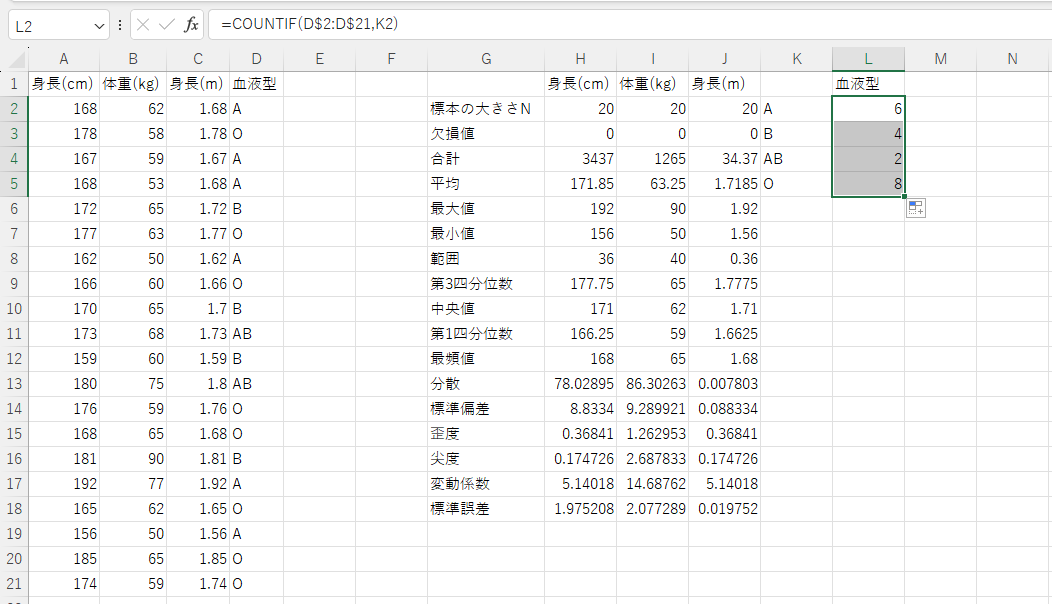 L2 fx =COUNTIF(D$2:D$21,K2)
A B C D E F G H I J K L M N
1 身長(cm) 体重(kg) 身長(m) 血液型 身長(cm) 体重(kg) 身長(m) 血液型
2 168 62 1.68 A 標本の大きさN 20 20 20 A 6
3 178 58 1.78 O 欠損値 0 0 0 B 4
4 167 59 1.67 A 合計 3437 1265 34.37 AB 2
5 168 53 1.68 A 平均 171.85 63.25 1.7185 O 8
6 172 65 1.72 B 最大値 192 90 1.92
7 177 63 1.77 O 最小値 156 50 1.56
8 162 50 1.62 A 範囲 36 40 0.36
9 166 60 1.66 O 第3四分位数 177.75 65 1.7775
10 170 65 1.7 B 中央値 171 62 1.71
11 173 68 1.73 AB 第1四分位数 166.25 59 1.6625
12 159 60 1.59 B 最頻値 168 65 1.68
13 180 75 1.8 AB 分散 78.02895 86.30263 0.007803
14 176 59 1.76 O 標準偏差 8.8334 9.289921 0.088334
15 168 65 1.68 O 歪度 0.36841 1.262953 0.36841
16 181 90 1.81 B 尖度 0.174726 2.687833 0.174726
17 192 77 1.92 A 変動係数 5.14018 14.68762 5.14018
18 165 62 1.65 O 標準誤差 1.975208 2.077289 0.019752
19 156 50 1.56 A
20 185 65 1.85 O
21 174 59 1.74 O